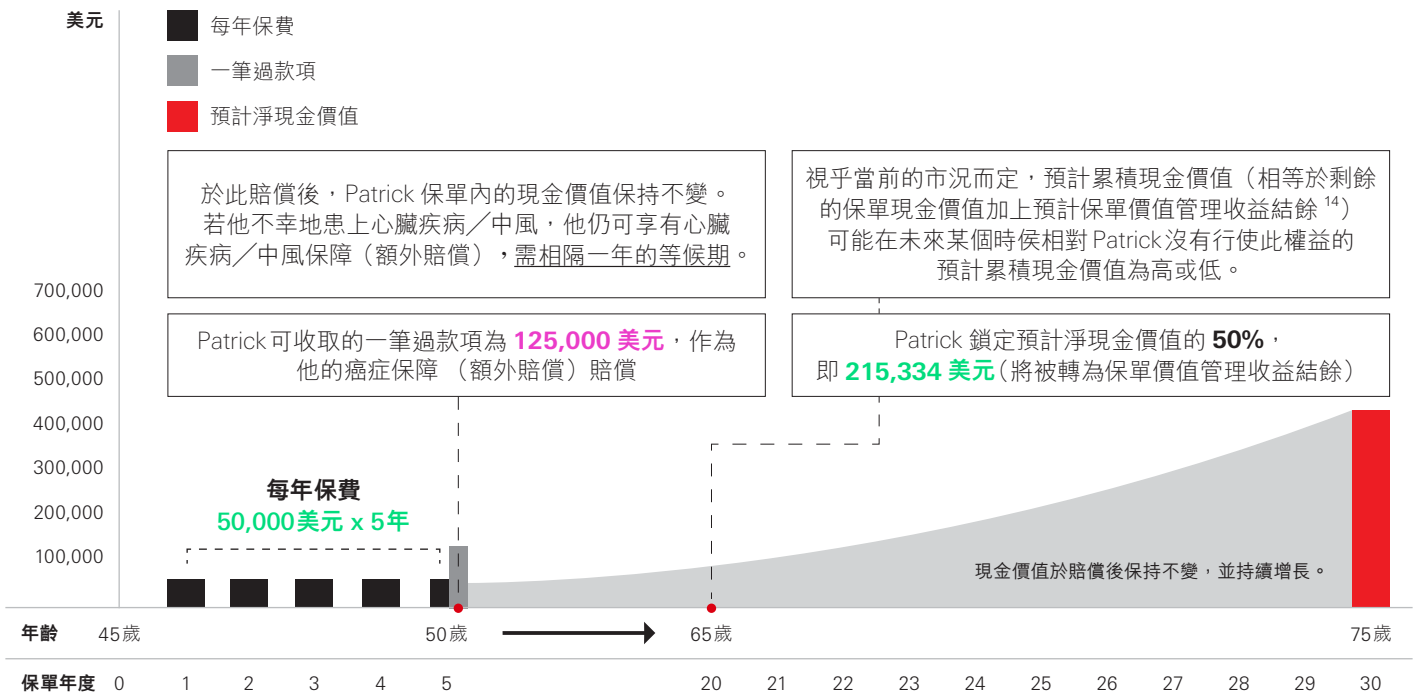 美元
每年保費
一筆過款項
預計淨現金價值
於此賠償後，Patrick 保單內的現金價值保持不變。
若他不幸地患上心臟疾病／中風，他仍可享有心臟
疾病／中風保障（額外賠償），需相隔一年的等候期。
視乎當前的市況而定，預計累積現金價值（相等於剩餘
的保單現金價值加上預計保單價值管理收益結餘 14）
可能在未來某個時侯相對 Patrick 沒有行使此權益的
預計累積現金價值為高或低。
Patrick 可收取的一筆過款項為 125,000 美元，作為
他的癌症保障 （額外賠償）賠償
Patrick 鎖定預計淨現金價值的 50%，
即 215,334 美元（將被轉為保單價值管理收益結餘）
700,000
600,000
500,000
400,000
300,000
200,000
100,000
每年保費
50,000美元 x 5年
現金價值於賠償後保持不變，並持續增長。
年齡 45歲 50歲 65歲 75歲
保單年度 0 1 2 3 4 5 20 21 22 23 24 25 26 27 28 29 30